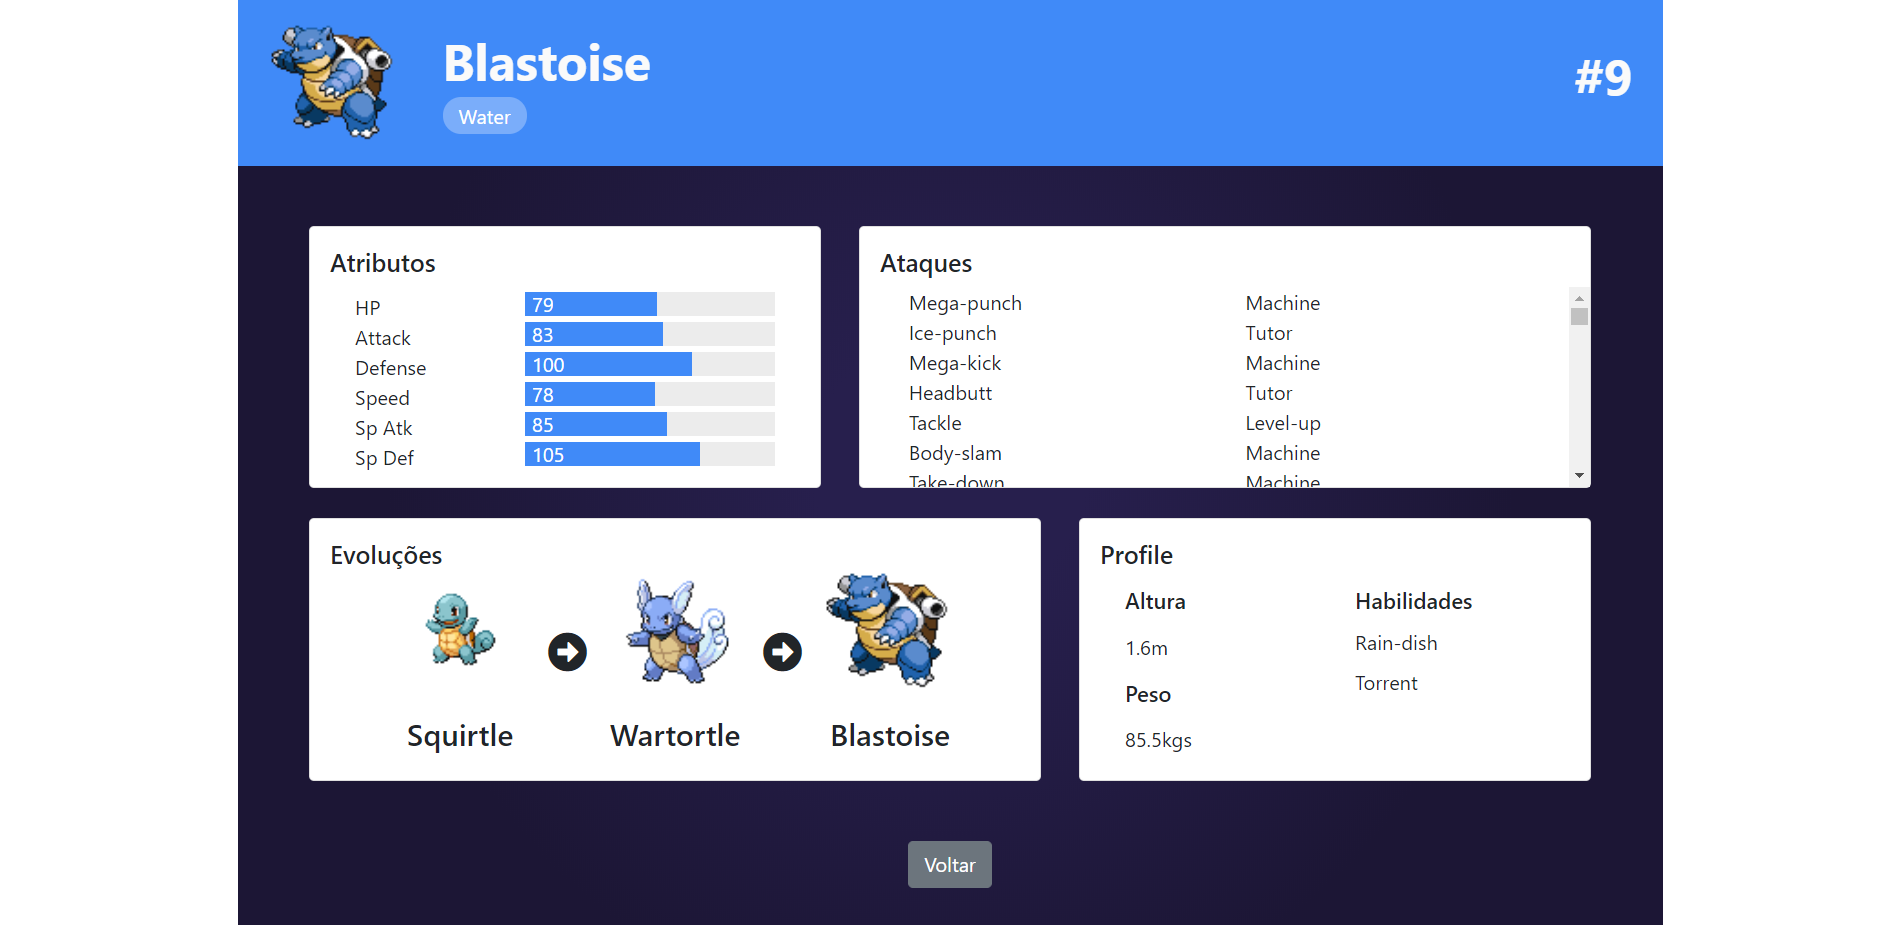 Blastoise
Water
#9
Atributos
HP 79
Attack 83
Defense 100
Speed 78
Sp Atk 85
Sp Def 105
Ataques
Mega-punch Machine
Ice-punch Tutor
Mega-kick Machine
Headbutt Tutor
Tackle Level-up
Body-slam Machine
Take-down Machine
Evoluções
Squirtle Wartortle Blastoise
Profile
Altura
1.6m
Peso
85.5kgs
Habilidades
Rain-dish
Torrent
Voltar